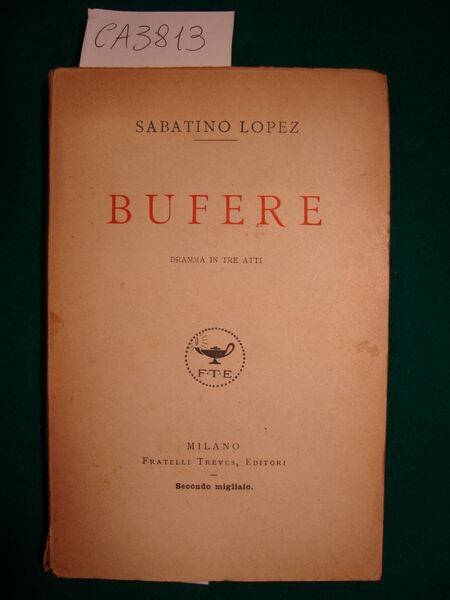 CA3813
SABATINO LOPEZ
BUFERE
DRAMMA IN TRE ATTI
F·T·E
MILANO
FRATELLI TREVES, EDITORI
Secondo migliaio.